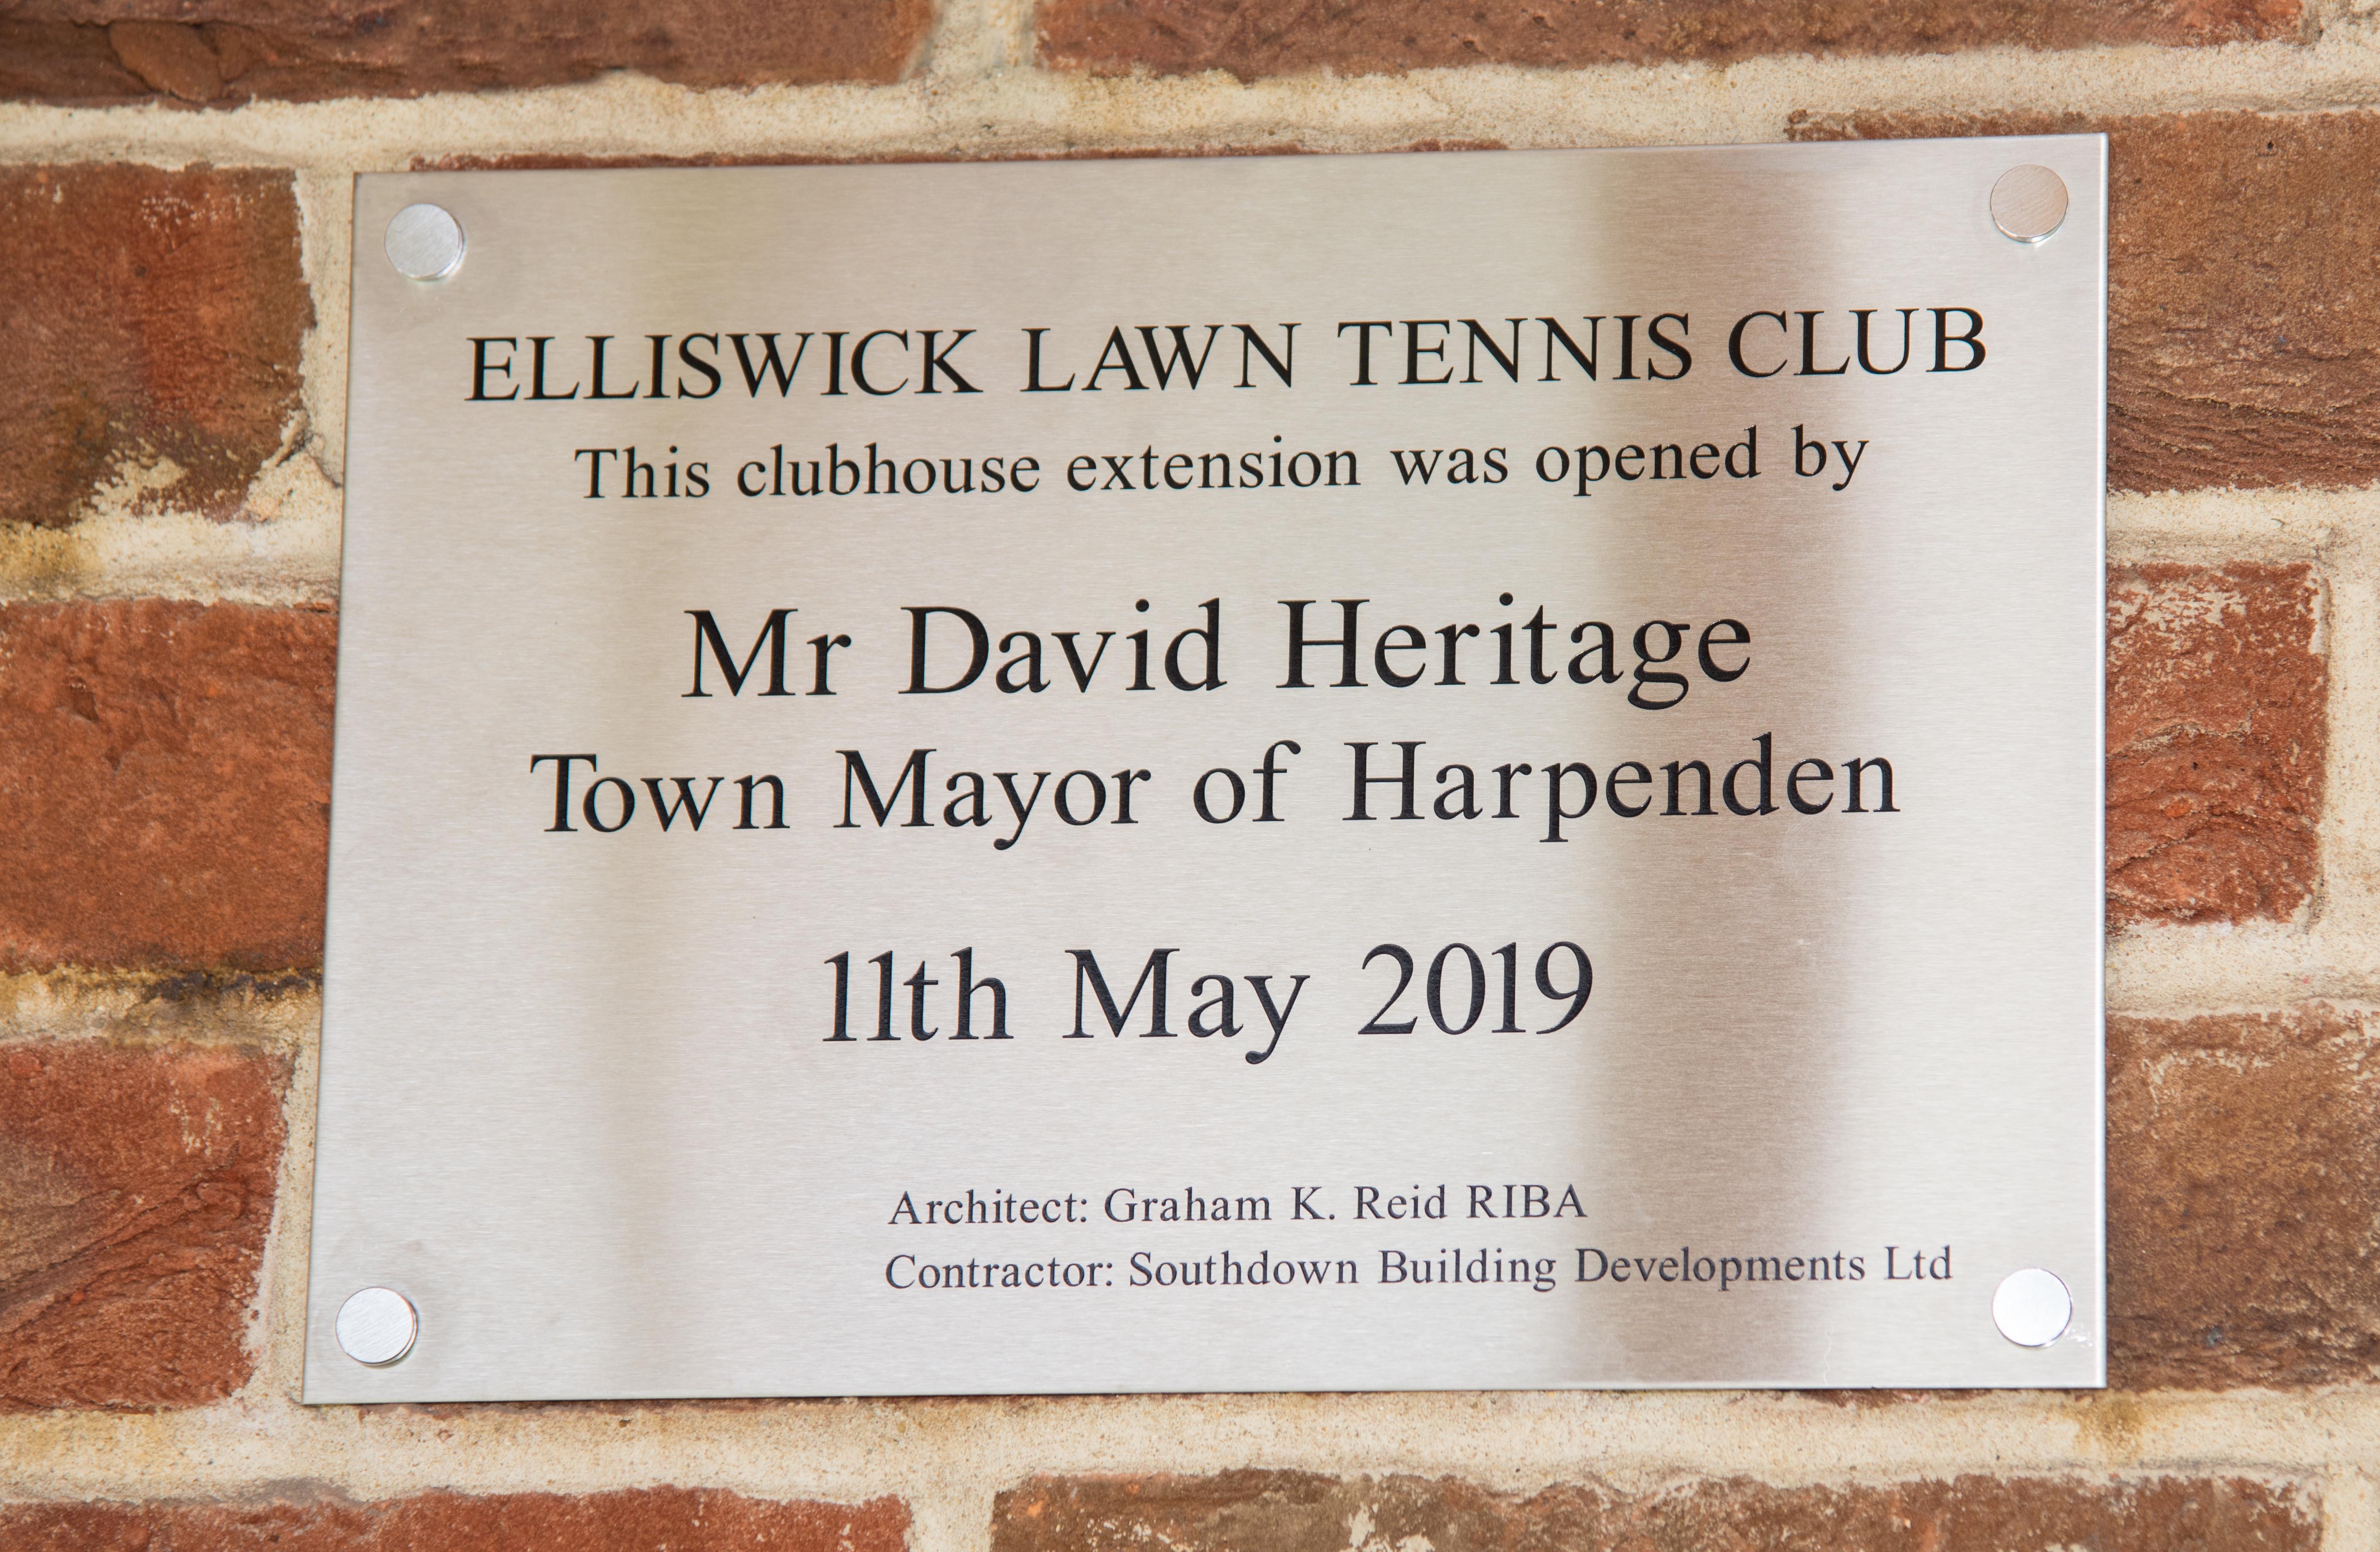 ELLISWICK LAWN TENNIS CLUB
This clubhouse extension was opened by
Mr David Heritage
Town Mayor of Harpenden
11th May 2019
Architect: Graham K. Reid RIBA
Contractor: Southdown Building Developments Ltd